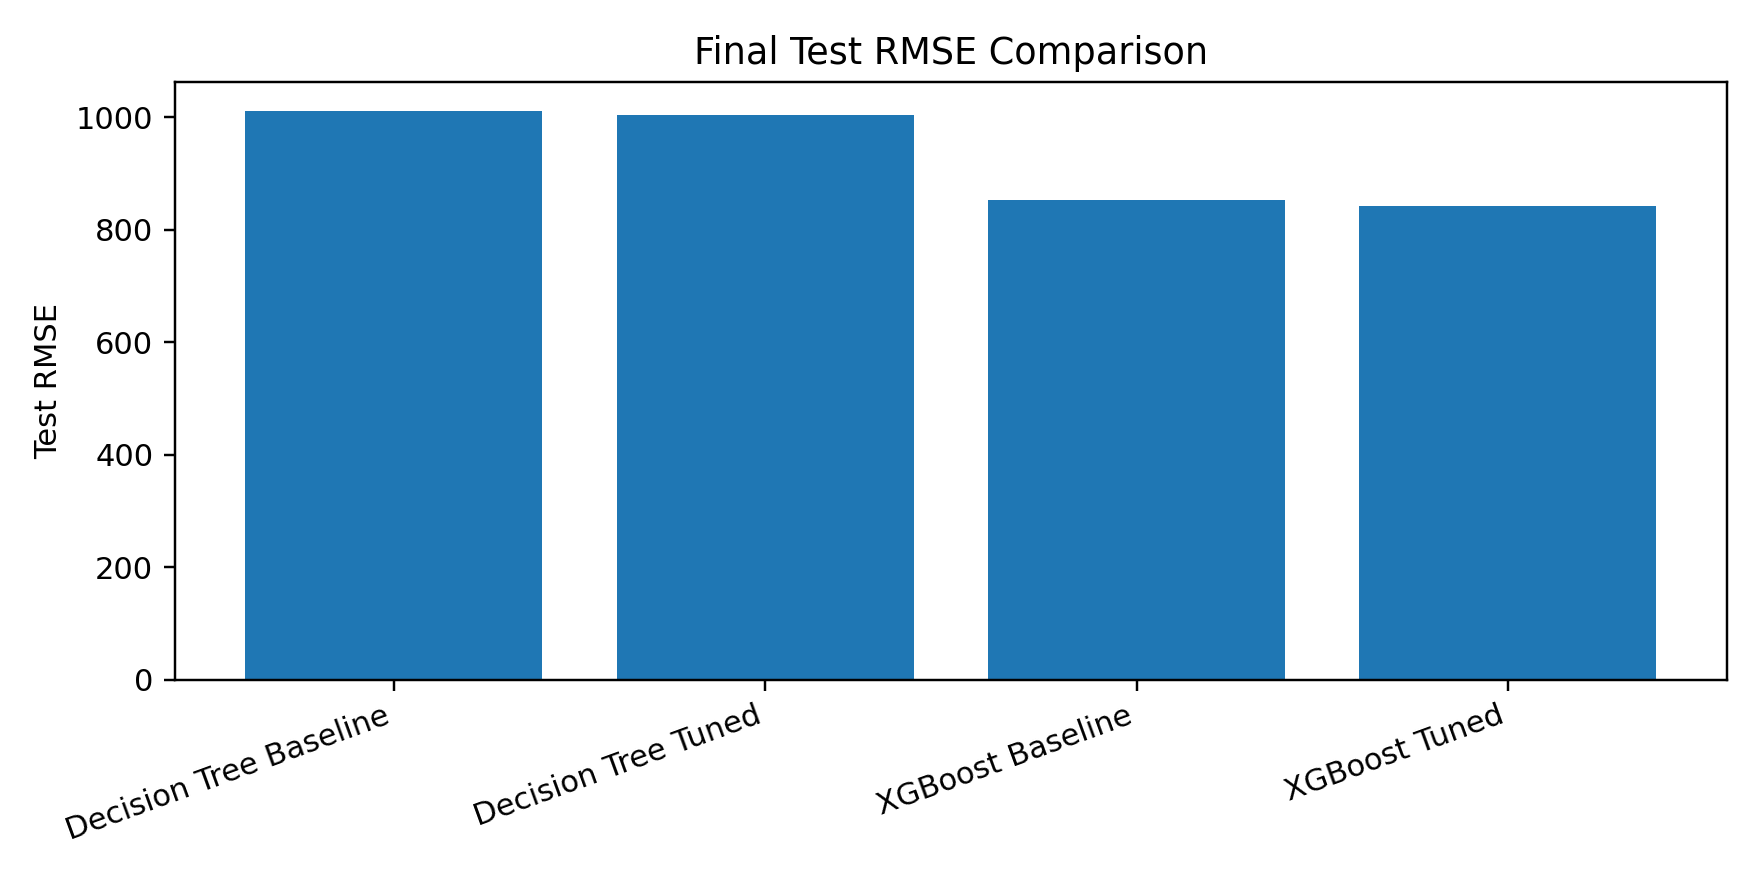 Final Test RMSE Comparison
Test RMSE
1000
800
600
400
200
0
Decision Tree Baseline
Decision Tree Tuned
XGBoost Baseline
XGBoost Tuned